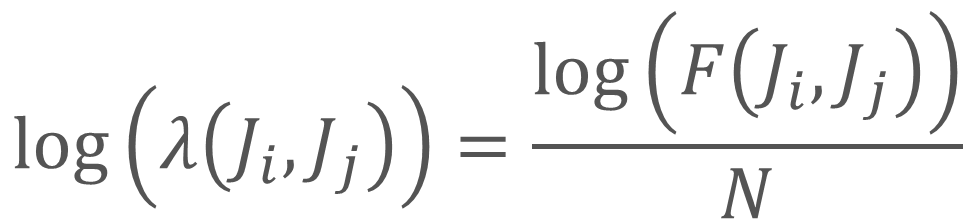 log(λ(J_i, J_j)) = log(F(J_i, J_j)) / N